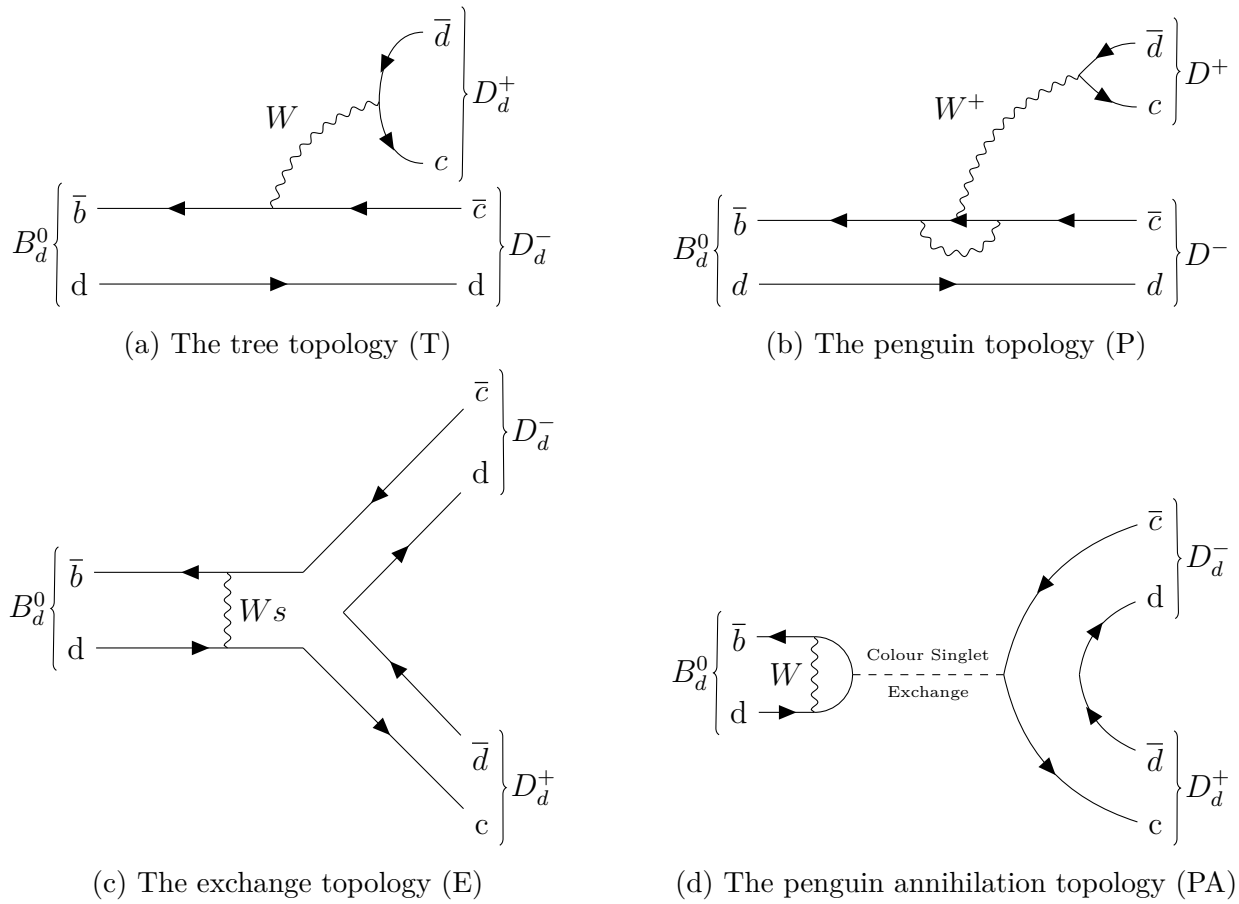 d̅
W
D_d^+
c
b̅
c̅
B_d^0
D_d^-
d
d
(a) The tree topology (T)
d̅
W^+
D^+
c
b̅
c̅
B_d^0
D^-
d
d
(b) The penguin topology (P)
c̅
D_d^-
d
b̅
B_d^0
Ws
d
d̅
D_d^+
c
(c) The exchange topology (E)
c̅
D_d^-
d
b̅
B_d^0
W
Colour Singlet
Exchange
d
d̅
D_d^+
c
(d) The penguin annihilation topology (PA)